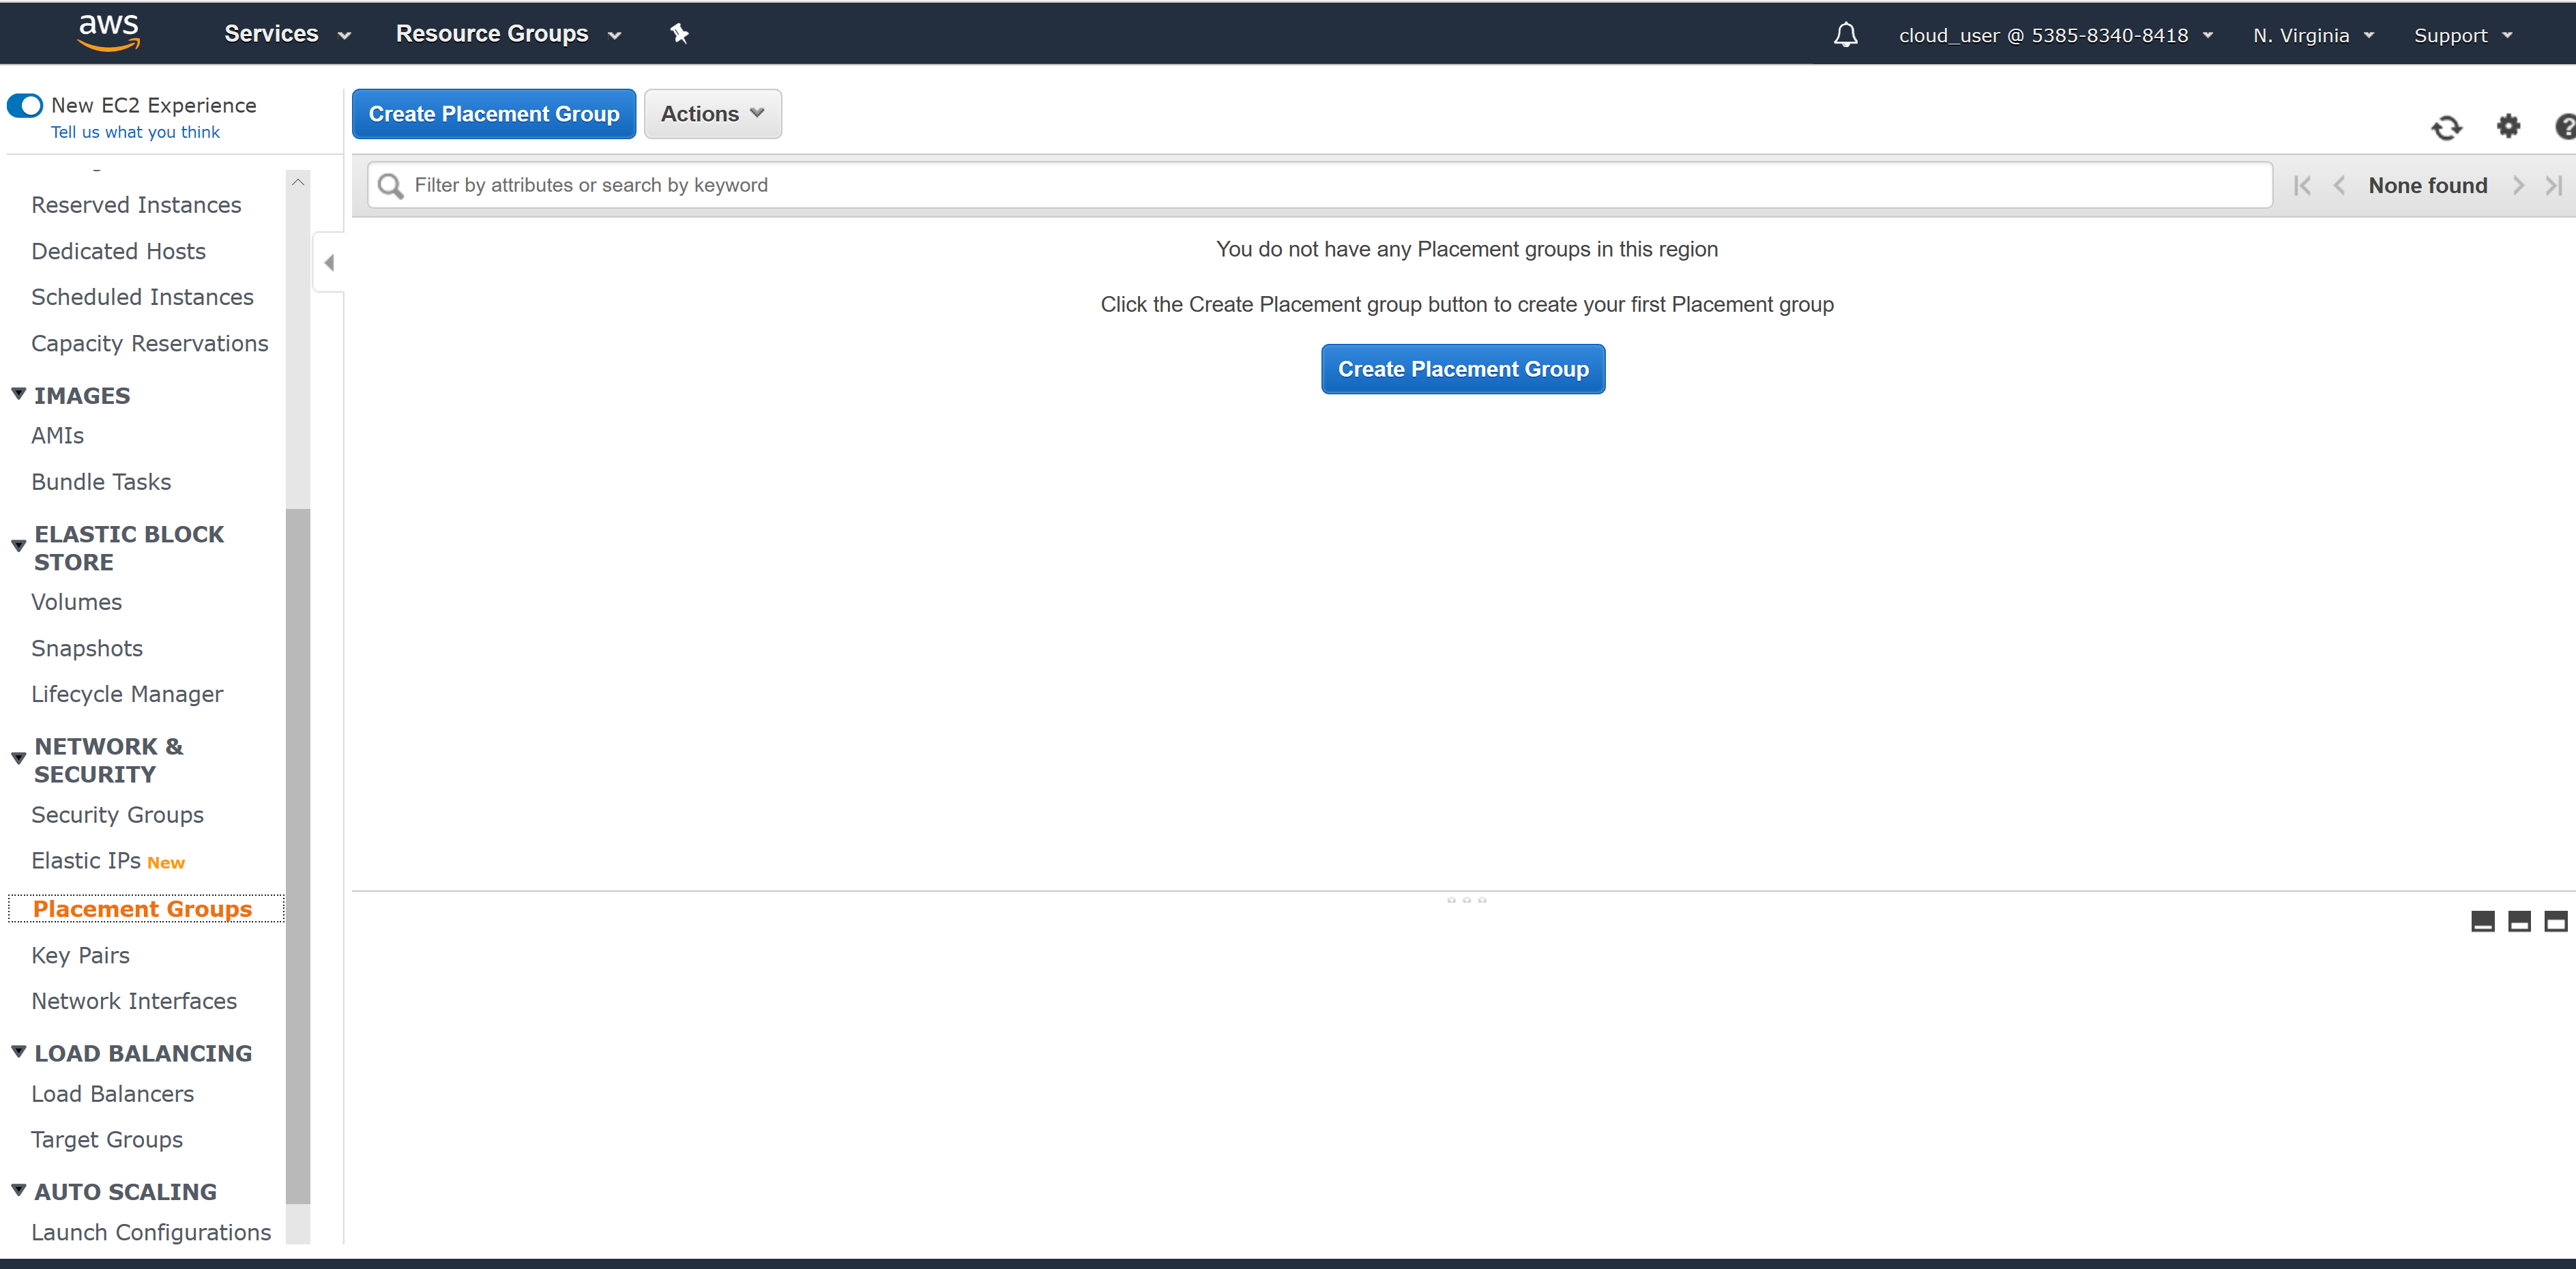 aws
Services
Resource Groups
cloud_user @ 5385-8340-8418
N. Virginia
Support
New EC2 Experience
Tell us what you think
Reserved Instances
Dedicated Hosts
Scheduled Instances
Capacity Reservations
IMAGES
AMIs
Bundle Tasks
ELASTIC BLOCK
STORE
Volumes
Snapshots
Lifecycle Manager
NETWORK &
SECURITY
Security Groups
Elastic IPs New
Placement Groups
Key Pairs
Network Interfaces
LOAD BALANCING
Load Balancers
Target Groups
AUTO SCALING
Launch Configurations
Create Placement Group
Actions
Filter by attributes or search by keyword
None found
You do not have any Placement groups in this region
Click the Create Placement group button to create your first Placement group
Create Placement Group